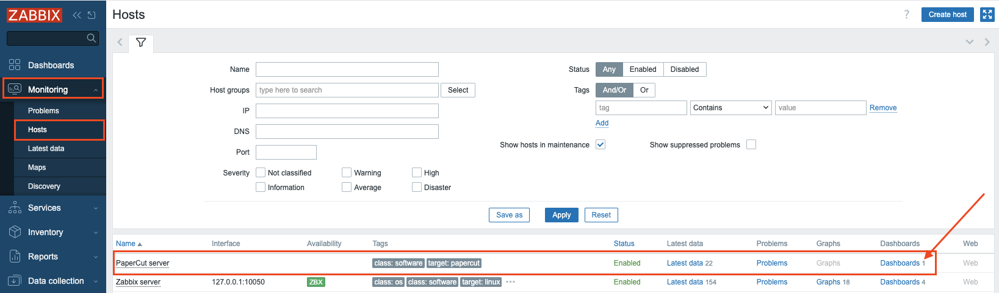 ZABBIX
Dashboards
Monitoring
Problems
Hosts
Latest data
Maps
Discovery
Services
Inventory
Reports
Data collection
Hosts
? Create host
Name
Host groups type here to search Select
IP
DNS
Port
Severity Not classified Warning High
Information Average Disaster
Status Any Enabled Disabled
Tags And/Or Or
tag Contains value Remove
Add
Show hosts in maintenance Show suppressed problems
Save as Apply Reset
Name Interface Availability Tags Status Latest data Problems Graphs Dashboards Web
PaperCut server class: software target: papercut Enabled Latest data 22 Problems Graphs Dashboards 1 Web
Zabbix server 127.0.0.1:10050 ZBX class: os class: software target: linux ••• Enabled Latest data 154 Problems Graphs 18 Dashboards 4 Web